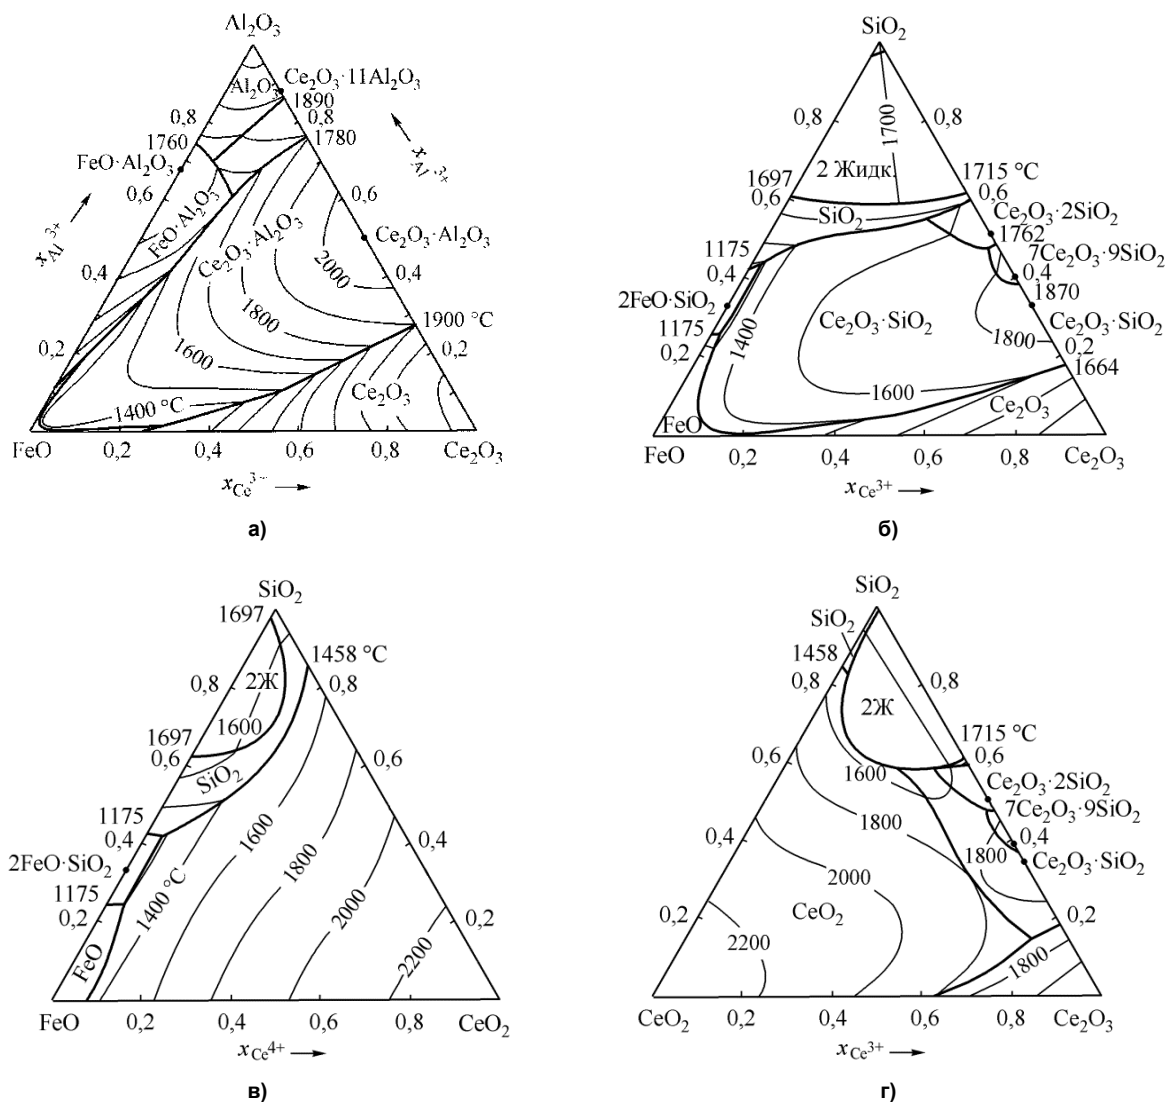 Al₂O₃
Al₂O₃
Ce₂O₃·11Al₂O₃
1890
0,8
0,8
1760
1780
FeO·Al₂O₃
x Al ³⁺
0,6
0,6
x Al ³⁺
FeO·Al₂O₃
Ce₂O₃·Al₂O₃
Ce₂O₃·Al₂O₃
0,4
2000
0,4
1800
1900 °C
0,2
1600
0,2
Ce₂O₃
1400 °C
FeO
0,2
0,4
0,6
0,8
Ce₂O₃
x Ce ³⁻
а)
SiO₂
0,8
1700
0,8
2 Жидк.
1697
1715 °C
0,6
0,6
SiO₂
Ce₂O₃·2SiO₂
1175
1762
7Ce₂O₃·9SiO₂
0,4
0,4
2FeO·SiO₂
1870
1175
1400
Ce₂O₃·SiO₂
Ce₂O₃·SiO₂
1800
0,2
0,2
1664
1600
FeO
Ce₂O₃
FeO
0,2
0,4
0,6
0,8
Ce₂O₃
x Ce³⁺
б)
SiO₂
1697
1458 °C
0,8
2Ж
0,8
1600
1697
0,6
0,6
SiO₂
1175
0,4
1600
0,4
2FeO·SiO₂
1800
1175
1400 °C
2000
0,2
0,2
FeO
2200
FeO
0,2
0,4
0,6
0,8
CeO₂
x Ce⁴⁺
в)
SiO₂
SiO₂
1458
0,8
0,8
2Ж
1715 °C
0,6
0,6
1600
Ce₂O₃·2SiO₂
7Ce₂O₃·9SiO₂
1800
0,4
0,4
1800
Ce₂O₃·SiO₂
2000
0,2
CeO₂
0,2
2200
1800
CeO₂
0,2
0,4
0,6
0,8
Ce₂O₃
x Ce³⁺
г)